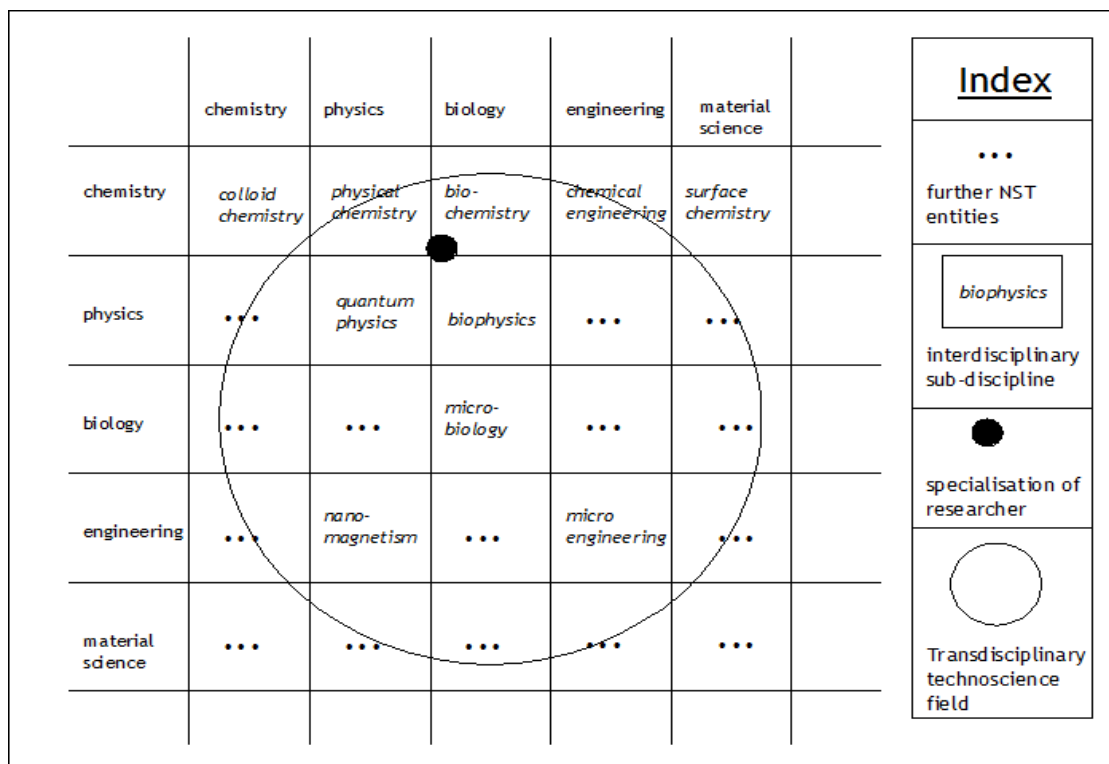 chemistry physics biology engineering material
science
chemistry colloid physical bio- chemical surface
chemistry chemistry chemistry engineering chemistry
physics ... quantum biophysics ... ...
physics
biology ... ... micro- ... ...
biology
engineering ... nano- ... micro ...
magnetism engineering
material ... ... ... ... ...
science
Index
...
further NST
entities
biophysics
interdisciplinary
sub-discipline
specialisation of
researcher
Transdisciplinary
technoscience
field